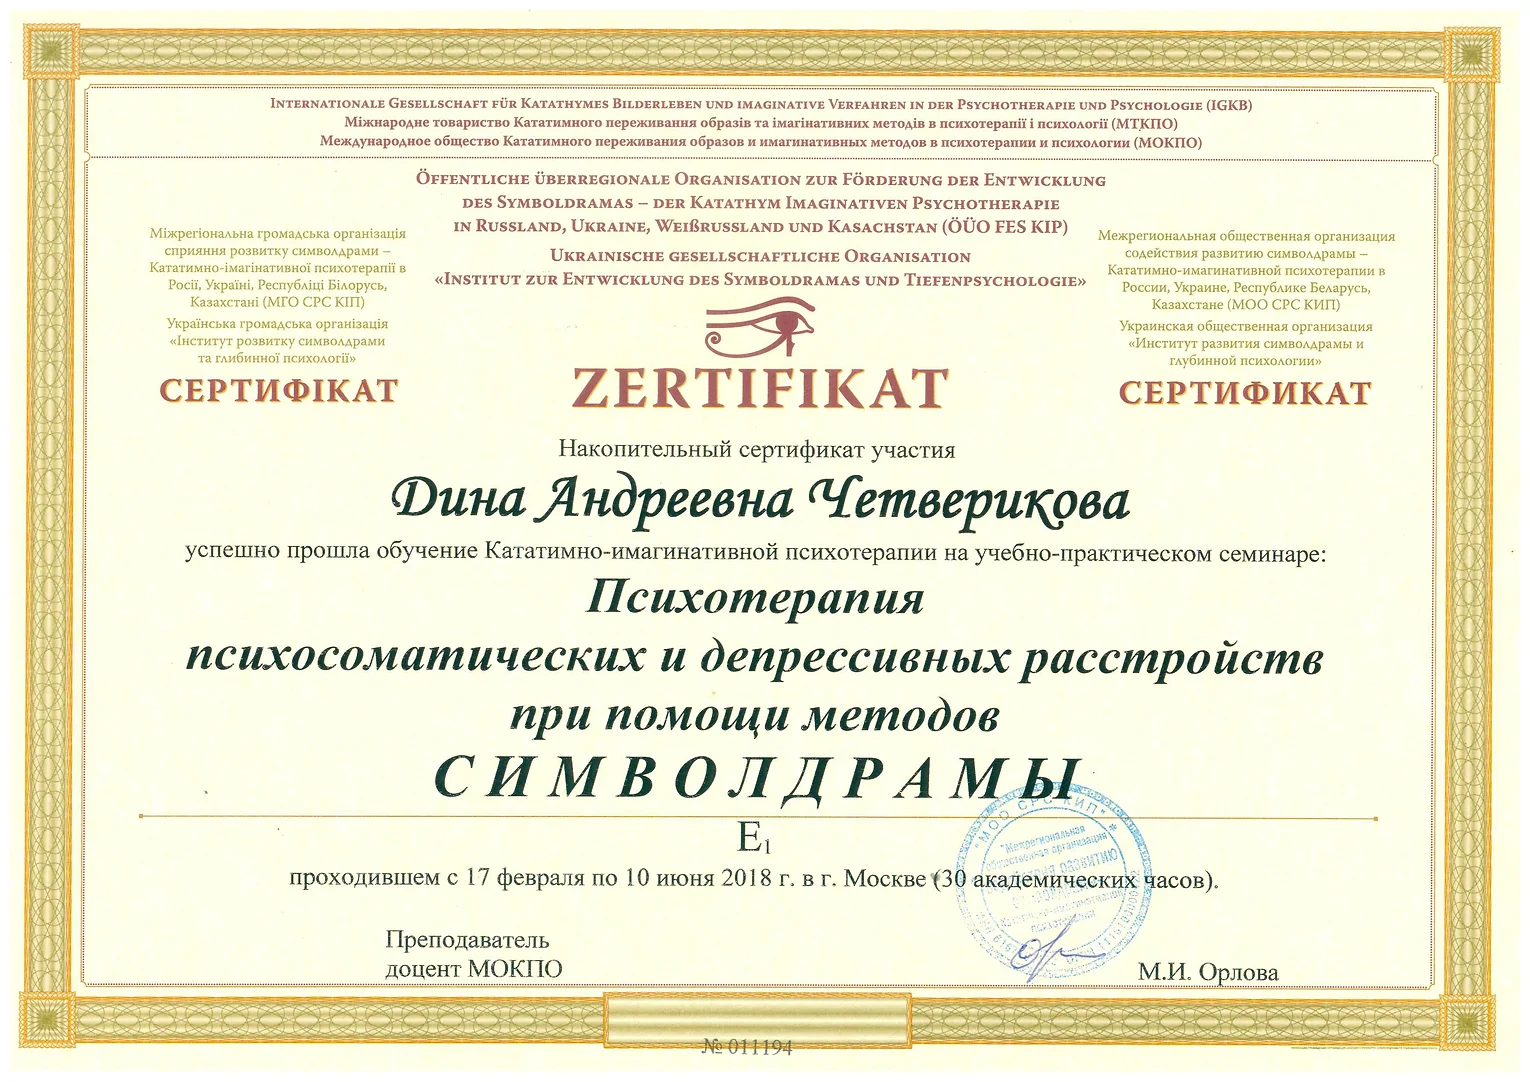 Internationale Gesellschaft für Katathymes Bilderleben und imaginative Verfahren in der Psychotherapie und Psychologie (IGKB)
Міжнародне товариство Кататимного переживання образів та імагінативних методів в психотерапії і психології (МТКПО)
Международное общество Кататимного переживания образов и имагинативных методов в психотерапии и психологии (МОКПО)
Öffentliche überregionale Organisation zur Förderung der Entwicklung
des Symboldramas – der Katathym Imaginativen Psychotherapie
in Russland, Ukraine, Weißrussland und Kasachstan (ÖÜO FES KIP)
Ukrainische gesellschaftliche Organisation
«Institut zur Entwicklung des Symboldramas und Tiefenpsychologie»
Міжрегіональна громадська організація
сприяння розвитку символдрами –
Кататимно-імагінативної психотерапії в
Росії, Україні, Республіці Білорусь,
Казахстані (МГО СРС КІП)
Українська громадська організація
«Інститут розвитку символдрами
та глибинної психології»
СЕРТИФІКАТ
ZERTIFIKAT
Межрегиональная общественная организация
содействия развитию символдрамы –
Кататимно-имагинативной психотерапии в
России, Украине, Республике Беларусь,
Казахстане (МОО СРС КИП)
Украинская общественная организация
«Институт развития символдрамы и
глубинной психологии»
СЕРТИФИКАТ
Накопительный сертификат участия
Дина Андреевна Четверикова
успешно прошла обучение Кататимно-имагинативной психотерапии на учебно-практическом семинаре:
Психотерапия
психосоматических и депрессивных расстройств
при помощи методов
СИМВОЛДРАМЫ
E1
проходившем с 17 февраля по 10 июня 2018 г. в г. Москве (30 академических часов).
"МОО СРС КИП" *
"Межрегиональная
общественная организация
развитию
психотерапии
Преподаватель
доцент МОКПО
М.И. Орлова
№ 011194